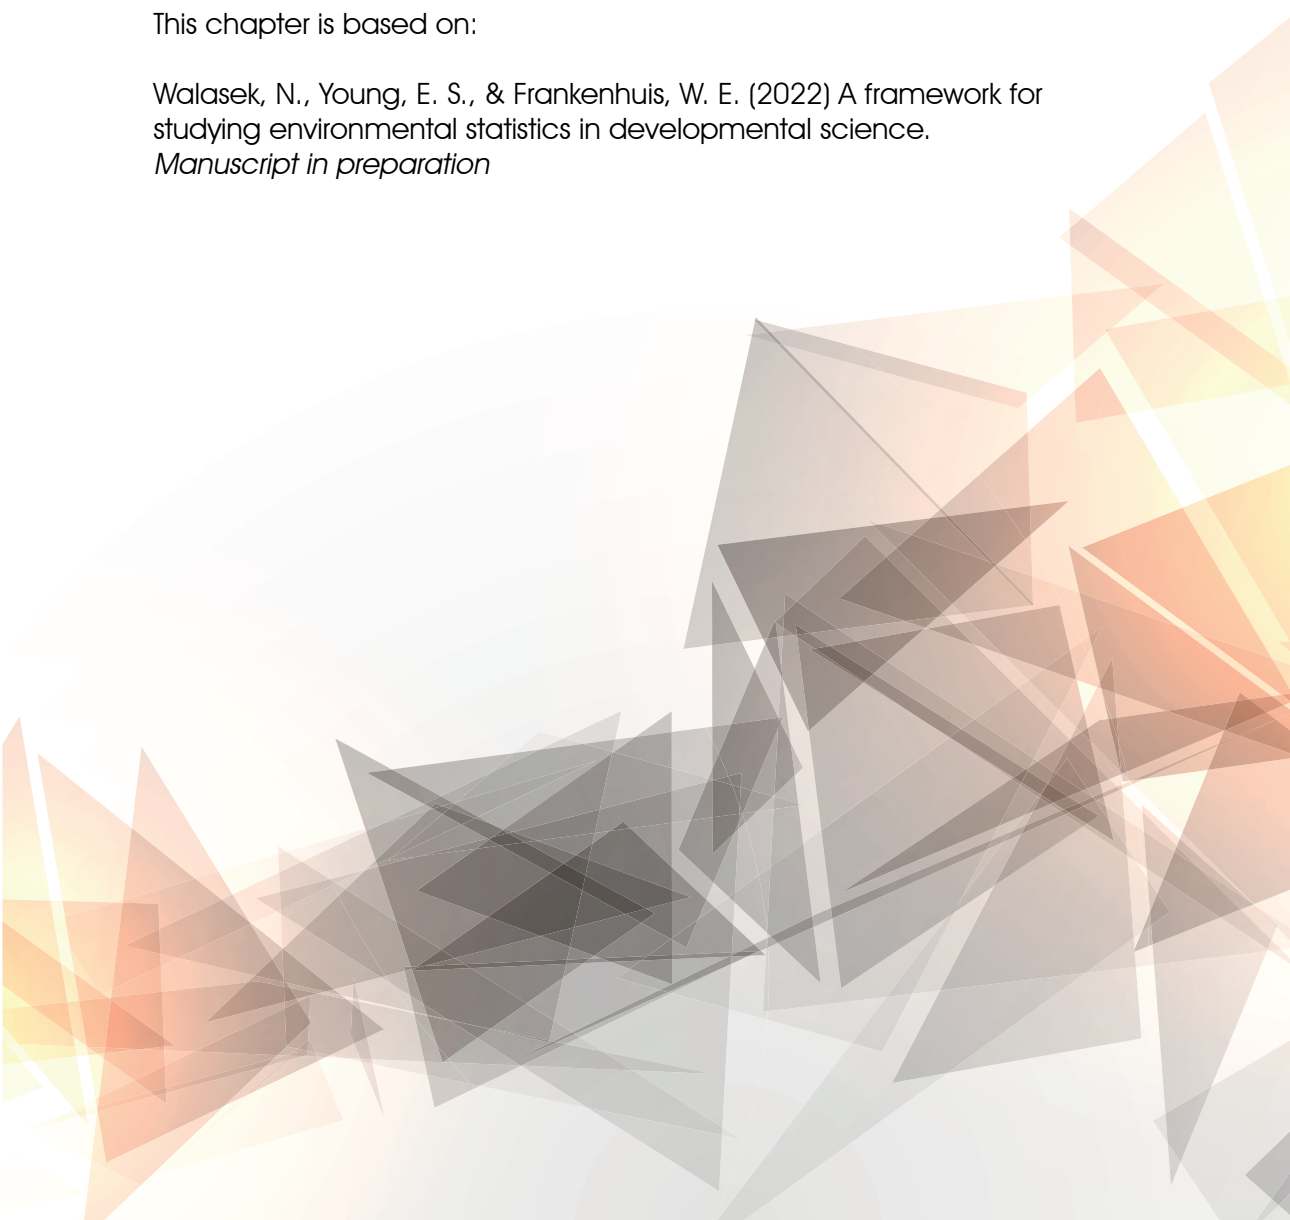 This chapter is based on:
Walasek, N., Young, E. S., & Frankenhuis, W. E. (2022) A framework for
studying environmental statistics in developmental science.
Manuscript in preparation